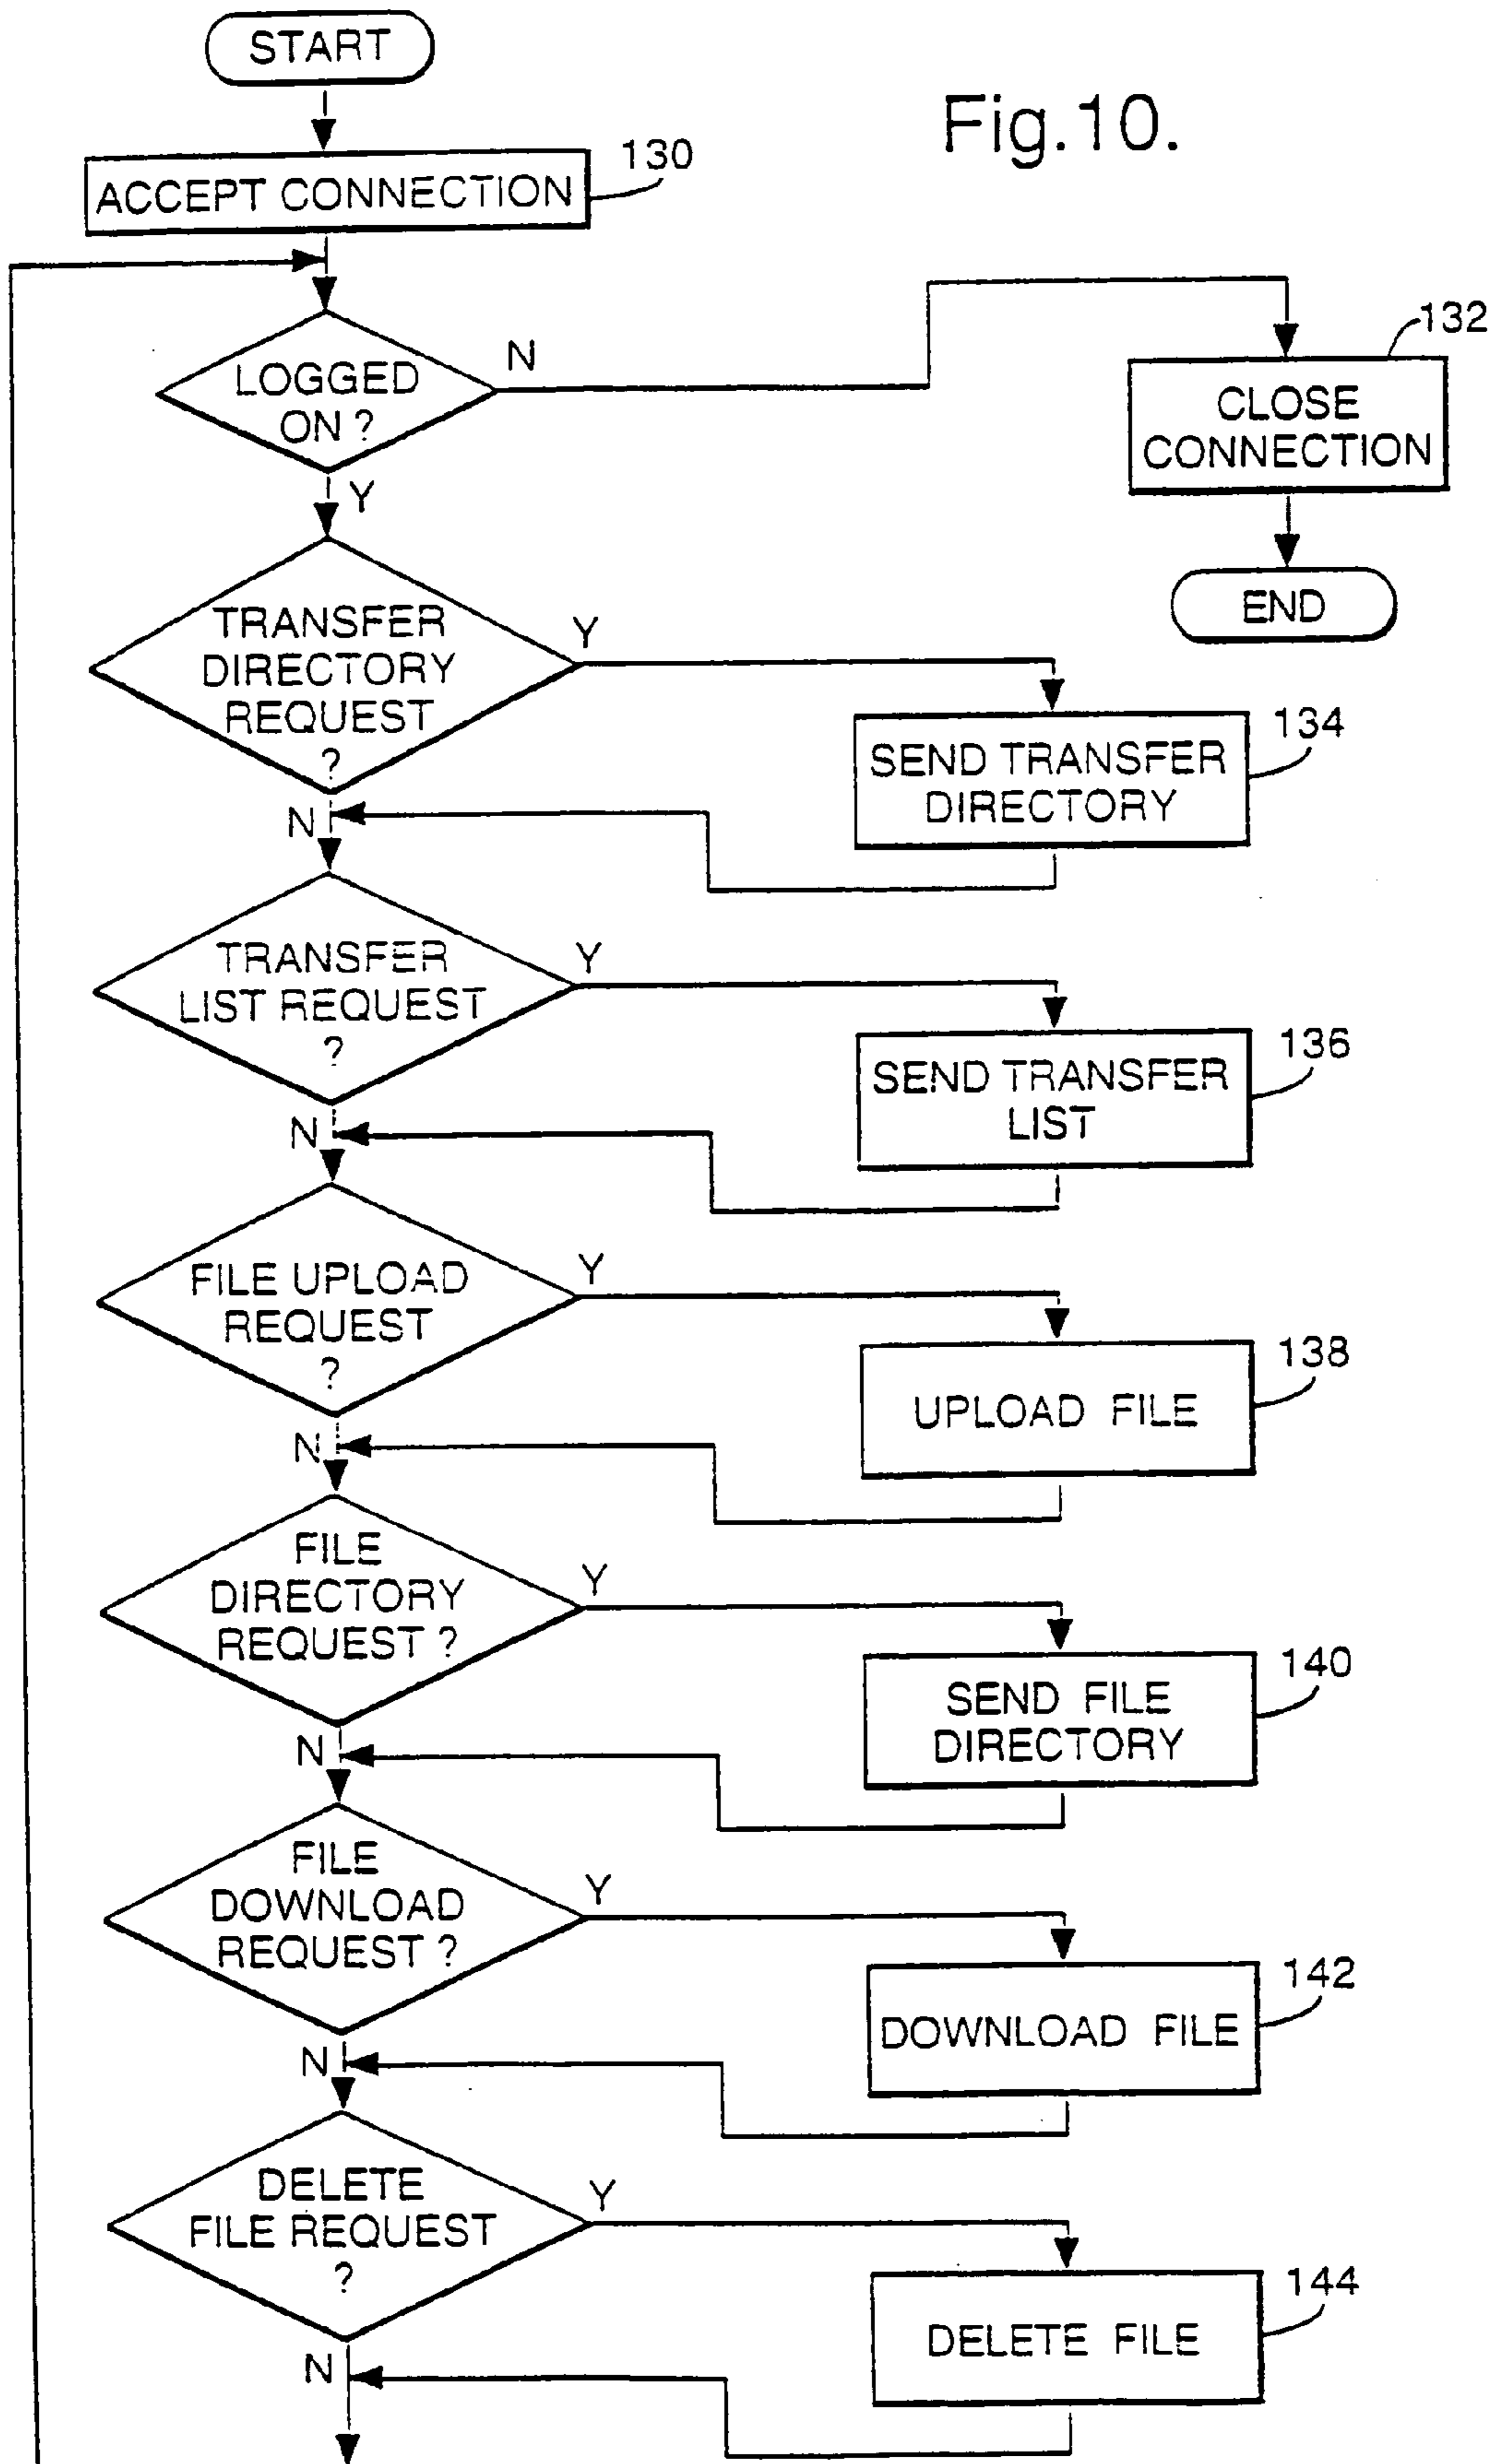 START
Fig.10.
130
ACCEPT CONNECTION
132
N
LOGGED
ON ?
CLOSE
CONNECTION
Y
END
TRANSFER
DIRECTORY
REQUEST
?
Y
134
SEND TRANSFER
DIRECTORY
N
TRANSFER
LIST REQUEST
?
Y
136
SEND TRANSFER
LIST
N
FILE UPLOAD
REQUEST
?
Y
138
UPLOAD FILE
N
FILE
DIRECTORY
REQUEST ?
Y
140
SEND FILE
DIRECTORY
N
FILE
DOWNLOAD
REQUEST ?
Y
142
DOWNLOAD FILE
N
DELETE
FILE REQUEST
?
Y
144
DELETE FILE
N